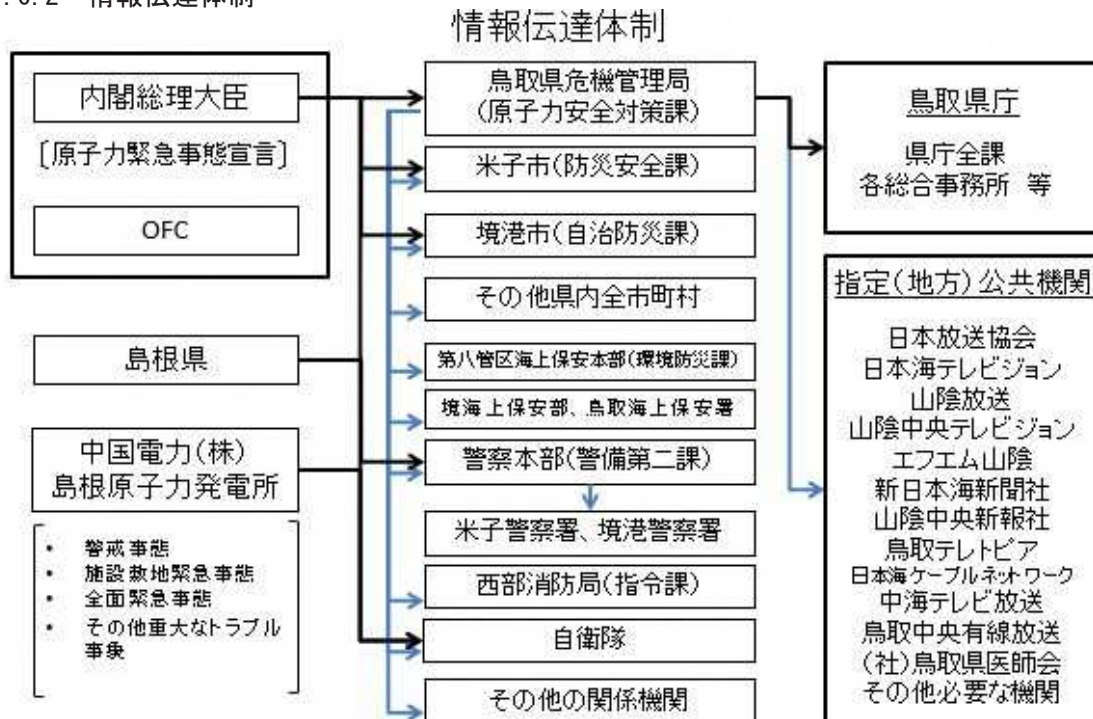 .6.2 情報伝達体制
情報伝達体制
内閣総理大臣
[原子力緊急事態宣言]
OFC
島根県
中国電力(株)
島根原子力発電所
・ 警戒事態
・ 施設敷地緊急事態
・ 全面緊急事態
・ その他重大なトラブル
事象
鳥取県危機管理局
(原子力安全対策課)
米子市(防災安全課)
境港市(自治防災課)
その他県内全市町村
第八管区海上保安本部(環境防災課)
境海上保安部、鳥取海上保安署
警察本部(警備第二課)
米子警察署、境港警察署
西部消防局(指令課)
自衛隊
その他の関係機関
鳥取県庁
県庁全課
各総合事務所 等
指定(地方)公共機関
日本放送協会
日本海テレビジョン
山陰放送
山陰中央テレビジョン
エフエム山陰
新日本海新聞社
山陰中央新報社
鳥取テレトピア
日本海ケーブルネットワーク
中海テレビ放送
鳥取中央有線放送
(社)鳥取県医師会
その他必要な機関